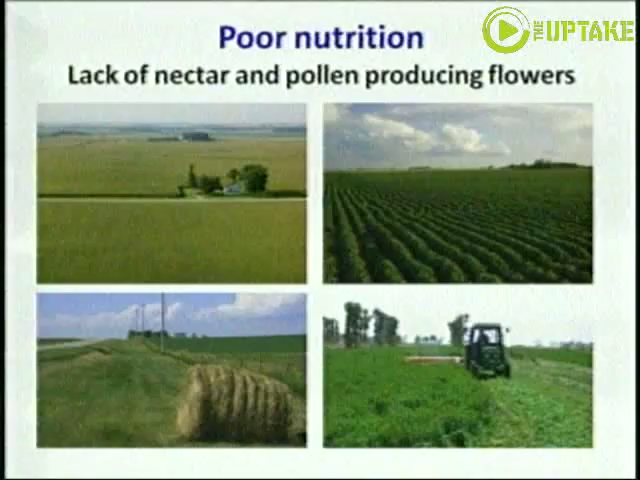 Poor nutrition
Lack of nectar and pollen producing flowers
THE UPTAKE